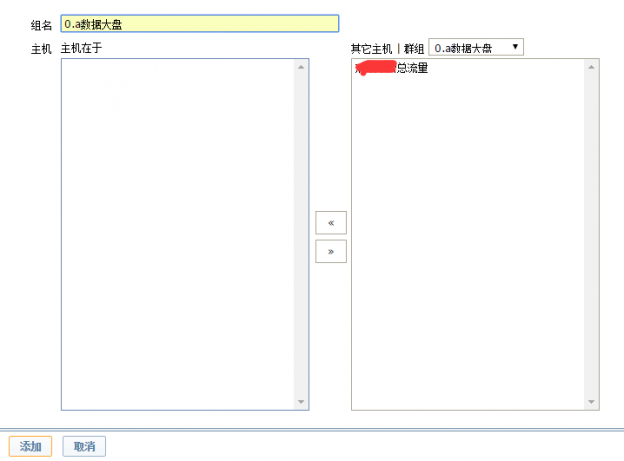 组名 0.a数据大盘
主机 主机在于 其它主机 | 群组 0.a数据大盘
总流量
«
»
添加 取消